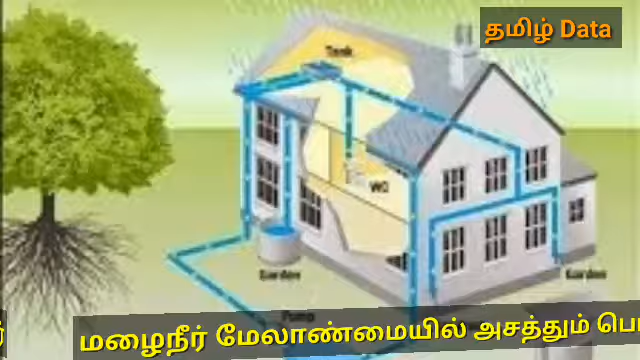 தமிழ் Data
Tank
WC
Garden
Garden
Pump
மழைநீர் மேலாண்மையில் அசத்தும்